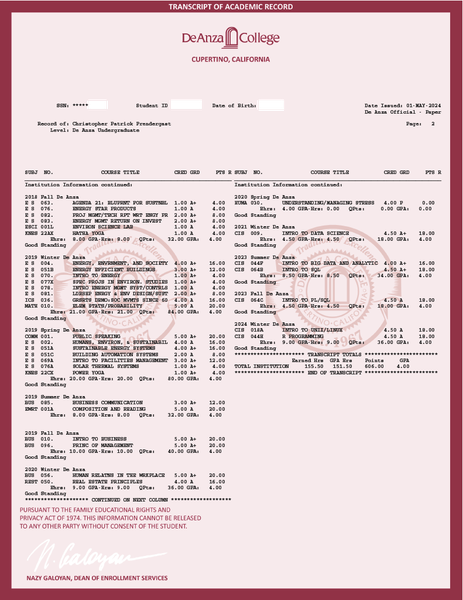 TRANSCRIPT OF ACADEMIC RECORD
DeAnza College
CUPERTINO, CALIFORNIA
SSN: *****
Student ID
Date of Birth:
Date Issued: 01-MAY-2024
De Anza Official - Paper
Record of: Christopher Patrick Prendergast
Page: 2
Level: De Anza Undergraduate
SUBJ NO. COURSE TITLE CRED GRD PTS R
Institution Information continued:
2018 Fall De Anza
E S 063. AGENDA 21: BLUPRNT FOR SUSTNBL 1.00 A+ 4.00
E S 076. ENERGY STAR PRODUCTS 1.00 A 4.00
E S 082. PROJ MGMT/TECH RPT WRT ENGY PR 2.00 A+ 8.00
E S 083. ENERGY MGMT RETURN ON INVEST 2.00 A+ 8.00
ESCI 001L ENVIRON SCIENCE LAB 1.00 A 4.00
KNES 22AX HATHA YOGA 1.00 A 4.00
Ehrs: 8.00 GPA-Hrs: 8.00 QPts: 32.00 GPA: 4.00
Good Standing
2019 Winter De Anza
E S 004. ENERGY, ENVRNMENT, AND SOCIETY 4.00 A+ 16.00
E S 051B ENERGY EFFICIENT BUILDINGS 3.00 A+ 12.00
E S 070. INTRO TO ENERGY 1.00 A+ 4.00
E S 077X SPEC PROJS IN ENVIRON. STUDIES 1.00 A+ 4.00
E S 078. INTRO ENERGY MGMT SYST/CONTRLS 1.00 A 4.00
ICS 036. GRSRTS DEMO:SOC MVMTS SINCE 60 4.00 A 16.00
MATH 010. ELEM STATS/PROBABILITY 5.00 A 20.00
Ehrs: 21.00 GPA-Hrs: 21.00 QPts: 84.00 GPA: 4.00
Good Standing
2019 Spring De Anza
COMM 001. PUBLIC SPEAKING 5.00 A+ 20.00
E S 002. HUMANS, ENVIRON, & SUSTAINABIL 4.00 A 16.00
E S 051A SUSTAINABLE ENERGY SYSTEMS 4.00 A+ 16.00
E S 051C BUILDING AUTOMATION SYSTEMS 2.00 A 8.00
E S 069A INTRO TO FACILITIES MANAGEMENT 3.00 A+ 12.00
E S 076A SOLAR THERMAL SYSTEMS 1.00 A+ 4.00
KNES 22CX POWER YOGA 1.00 A 4.00
Ehrs: 20.00 GPA-Hrs: 20.00 QPts: 80.00 GPA: 4.00
Good Standing
2019 Summer De Anza
BUS 085. BUSINESS COMMUNICATION 3.00 A+ 12.00
EWRT 001A COMPOSITION AND READING 5.00 A 20.00
Ehrs: 8.00 GPA-Hrs: 8.00 QPts: 32.00 GPA: 4.00
2019 Fall De Anza
BUS 010. INTRO TO BUSINESS 5.00 A+ 20.00
BUS 096. PRINC OF MANAGEMENT 5.00 A+ 20.00
Ehrs: 10.00 GPA-Hrs: 10.00 QPts: 40.00 GPA: 4.00
Good Standing
2020 Winter De Anza
BUS 056. HUMAN RELATNS IN THE WRKPLACE 5.00 A+ 20.00
REST 050. REAL ESTATE PRINCIPLES 4.00 A 16.00
Ehrs: 9.00 GPA-Hrs: 9.00 QPts: 36.00 GPA: 4.00
Good Standing
****************** CONTINUED ON NEXT COLUMN ******************
SUBJ NO. COURSE TITLE CRED GRD PTS R
Institution Information continued:
2020 Spring De Anza
HUMA 030. UNDERSTANDING/MANAGING STRESS 4.00 P 0.00
Ehrs: 4.00 GPA-Hrs: 0.00 QPts: 0.00 GPA: 0.00
Good Standing
2021 Winter De Anza
CIS 009. INTRO TO DATA SCIENCE 4.50 A+ 18.00
Ehrs: 4.50 GPA-Hrs: 4.50 QPts: 18.00 GPA: 4.00
Good Standing
2023 Summer De Anza
CIS 044F INTRO TO BIG DATA AND ANALYTIC 4.00 A+ 16.00
CIS 064B INTRO TO SQL 4.50 A+ 18.00
Ehrs: 8.50 GPA-Hrs: 8.50 QPts: 34.00 GPA: 4.00
Good Standing
2023 Fall De Anza
CIS 064C INTRO TO PL/SQL 4.50 A 18.00
Ehrs: 4.50 GPA-Hrs: 4.50 QPts: 18.00 GPA: 4.00
Good Standing
2024 Winter De Anza
CIS 018A INTRO TO UNIX/LINUX 4.50 A 18.00
CIS 044E R PROGRAMMING 4.50 A 18.00
Ehrs: 9.00 GPA-Hrs: 9.00 QPts: 36.00 GPA: 4.00
Good Standing
****************** TRANSCRIPT TOTALS ******************
Earned Hrs GPA Hrs Points GPA
TOTAL INSTITUTION 155.50 151.50 606.00 4.00
****************** END OF TRANSCRIPT ******************
PURSUANT TO THE FAMILY EDUCATIONAL RIGHTS AND
PRIVACY ACT OF 1974. THIS INFORMATION CANNOT BE RELEASED
TO ANY OTHER PARTY WITHOUT CONSENT OF THE STUDENT.
N. Galoyan
NAZY GALOYAN, DEAN OF ENROLLMENT SERVICES